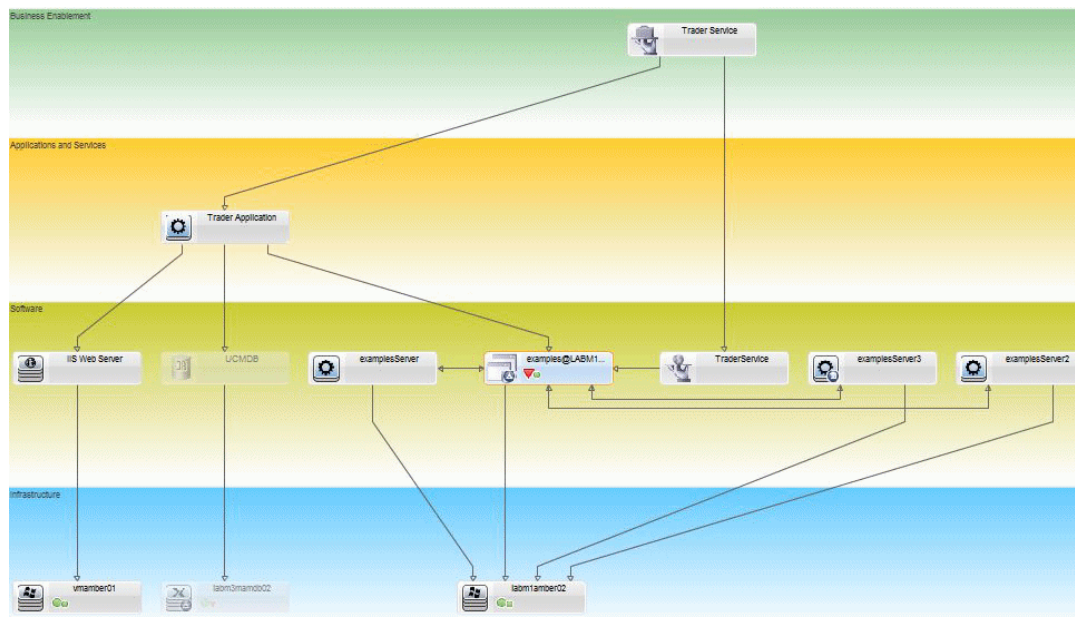 Business Enablement
Trader Service
Applications and Services
Trader Application
Software
IIS Web Server
UCMDB
examplesServer
examples@LABM1...
TraderService
examplesServer3
examplesServer2
Infrastructure
vmamber01
labm3mamdb02
labm1amber02